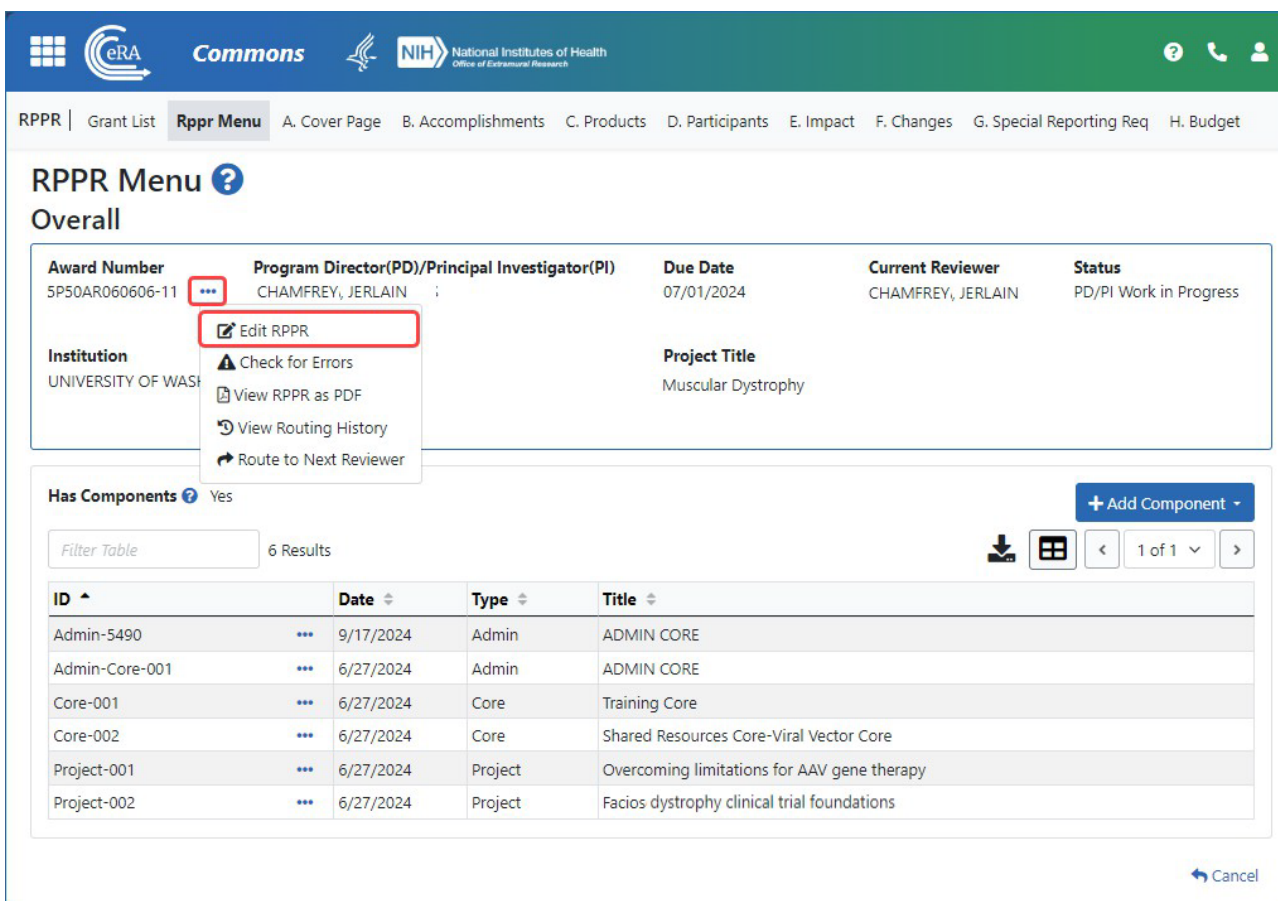 eRA Commons NIH National Institutes of Health
Office of Extramural Research
RPPR | Grant List Rppr Menu A. Cover Page B. Accomplishments C. Products D. Participants E. Impact F. Changes G. Special Reporting Req H. Budget
RPPR Menu ?
Overall
Award Number Program Director(PD)/Principal Investigator(PI) Due Date Current Reviewer Status
5P50AR060606-11 ••• CHAMFREY, JERLAIN 07/01/2024 CHAMFREY, JERLAIN PD/PI Work in Progress
Edit RPPR
Institution Check for Errors Project Title
UNIVERSITY OF WAS View RPPR as PDF Muscular Dystrophy
View Routing History
Route to Next Reviewer
Has Components ? Yes + Add Component
Filter Table 6 Results 1 of 1
ID Date Type Title
Admin-5490 ••• 9/17/2024 Admin ADMIN CORE
Admin-Core-001 ••• 6/27/2024 Admin ADMIN CORE
Core-001 ••• 6/27/2024 Core Training Core
Core-002 ••• 6/27/2024 Core Shared Resources Core-Viral Vector Core
Project-001 ••• 6/27/2024 Project Overcoming limitations for AAV gene therapy
Project-002 ••• 6/27/2024 Project Facios dystrophy clinical trial foundations
Cancel